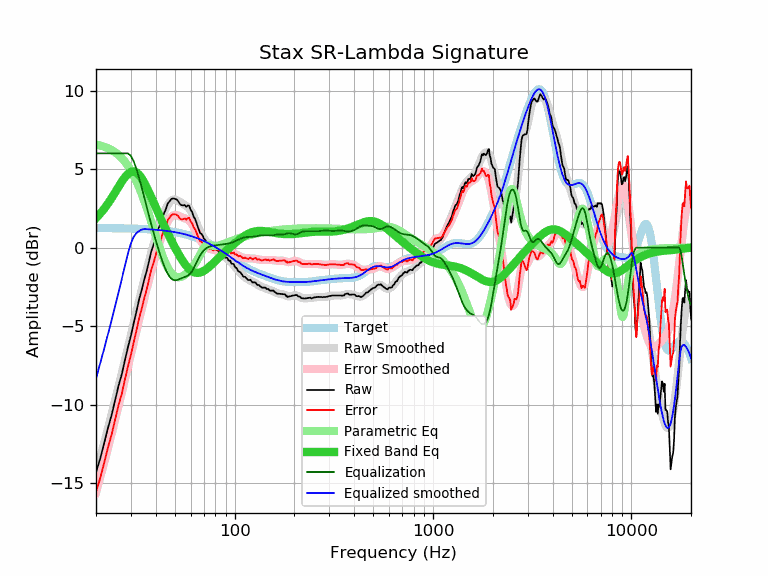 Stax SR-Lambda Signature
Amplitude (dBr)
10
5
0
−5
−10
−15
Target
Raw Smoothed
Error Smoothed
Raw
Error
Parametric Eq
Fixed Band Eq
Equalization
Equalized smoothed
100 1000 10000
Frequency (Hz)